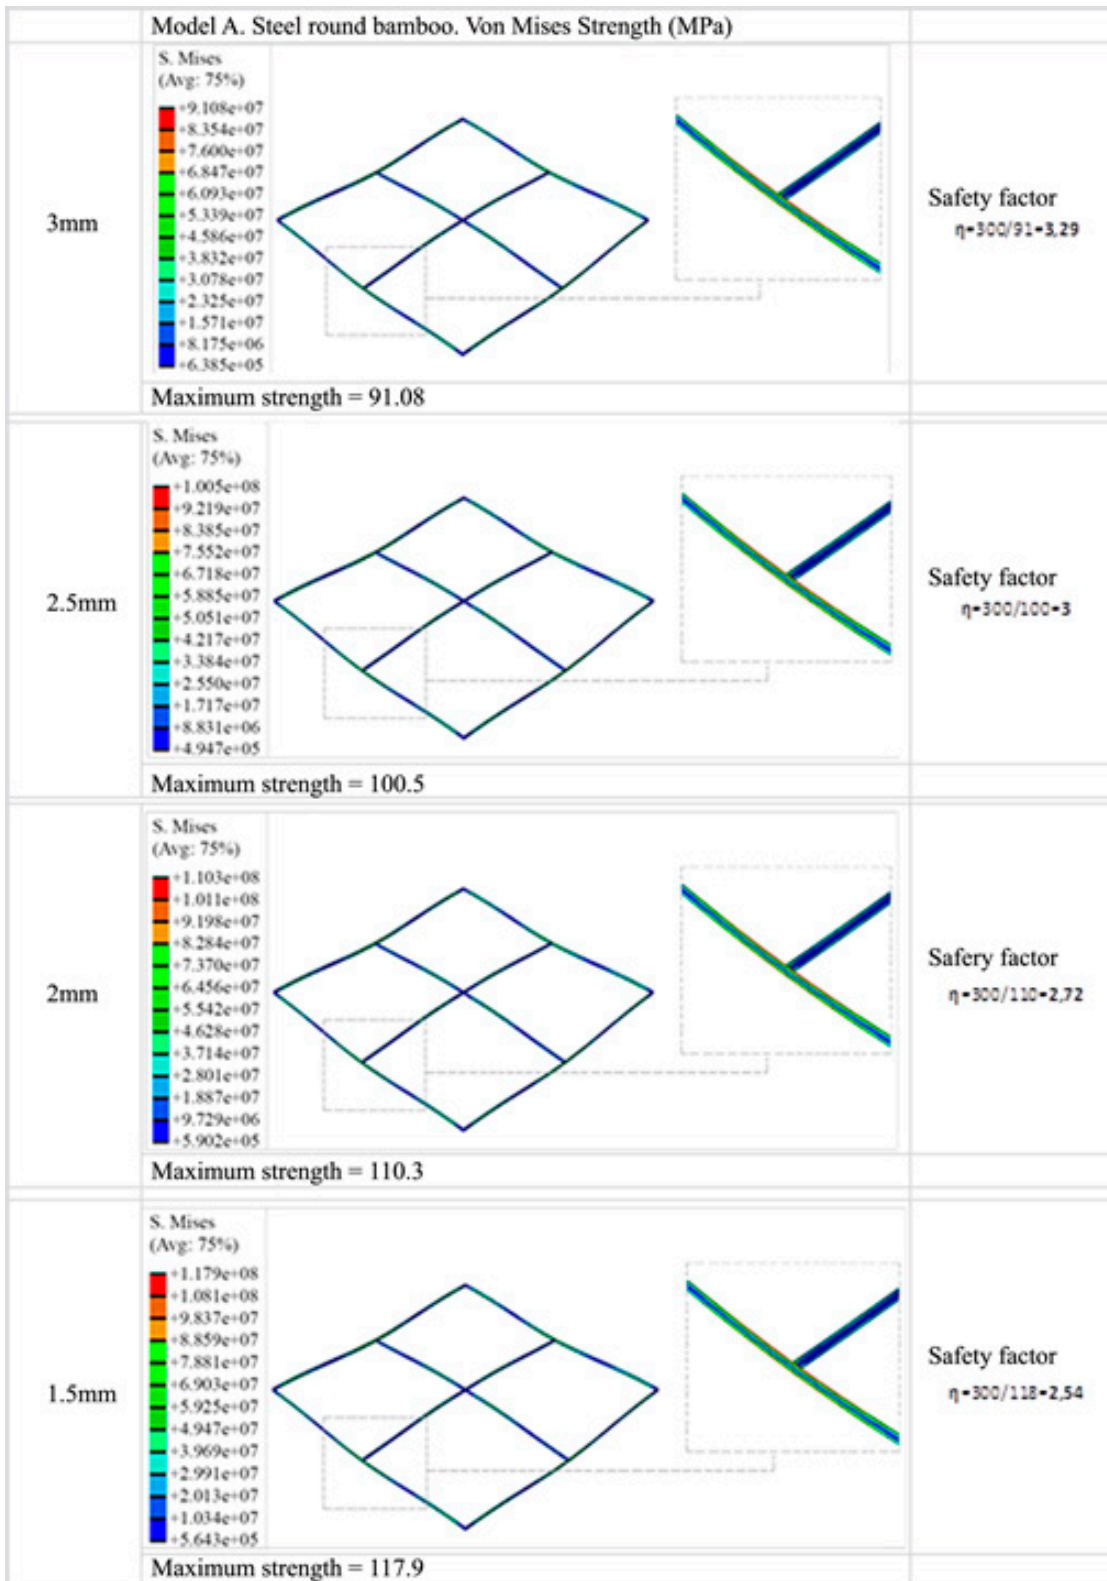 Model A. Steel round bamboo. Von Mises Strength (MPa)
3mm
S. Mises
(Avg: 75%)
+9.108e+07
+8.354e+07
+7.600e+07
+6.847e+07
+6.093e+07
+5.339e+07
+4.586e+07
+3.832e+07
+3.078e+07
+2.325e+07
+1.571e+07
+8.175e+06
+6.385e+05
Safety factor
η=300/91=3,29
Maximum strength = 91.08
2.5mm
S. Mises
(Avg: 75%)
+1.005e+08
+9.219e+07
+8.385e+07
+7.552e+07
+6.718e+07
+5.885e+07
+5.051e+07
+4.217e+07
+3.384e+07
+2.550e+07
+1.717e+07
+8.831e+06
+4.947e+05
Safety factor
η=300/100=3
Maximum strength = 100.5
2mm
S. Mises
(Avg: 75%)
+1.103e+08
+1.011e+08
+9.198e+07
+8.284e+07
+7.370e+07
+6.456e+07
+5.542e+07
+4.628e+07
+3.714e+07
+2.801e+07
+1.887e+07
+9.729e+06
+5.902e+05
Safery factor
η=300/110=2,72
Maximum strength = 110.3
1.5mm
S. Mises
(Avg: 75%)
+1.179e+08
+1.081e+08
+9.837e+07
+8.859e+07
+7.881e+07
+6.903e+07
+5.925e+07
+4.947e+07
+3.969e+07
+2.991e+07
+2.013e+07
+1.034e+07
+5.643e+05
Safety factor
η=300/118=2,54
Maximum strength = 117.9